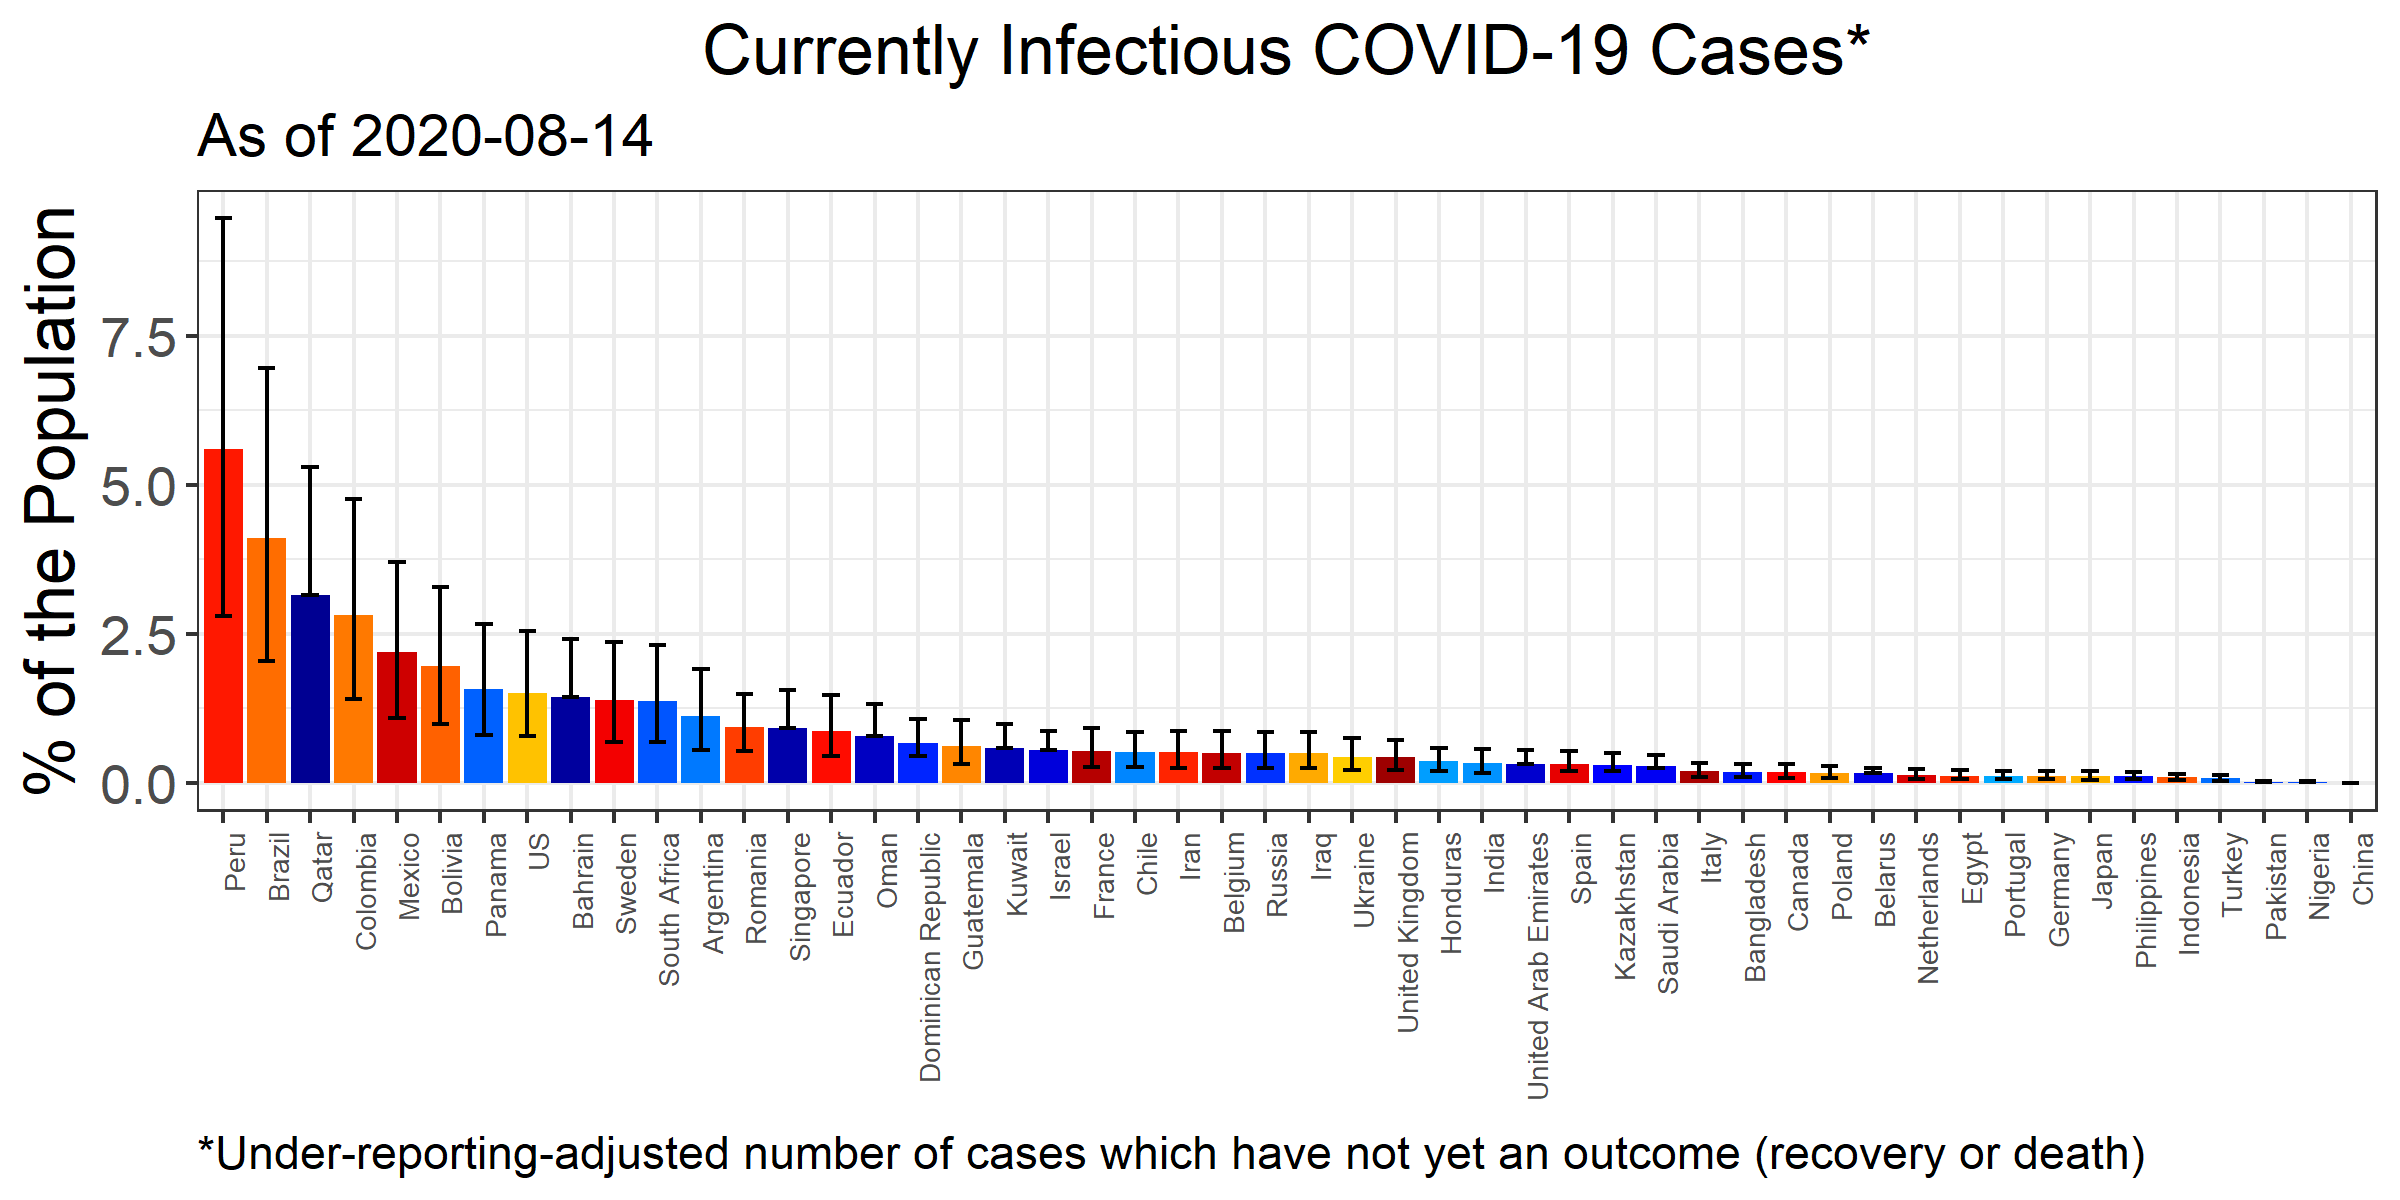 Currently Infectious COVID-19 Cases*
As of 2020-08-14
% of the Population
7.5
5.0
2.5
0.0
Peru
Brazil
Qatar
Colombia
Mexico
Bolivia
Panama
US
Bahrain
Sweden
South Africa
Argentina
Romania
Singapore
Ecuador
Oman
Dominican Republic
Guatemala
Kuwait
Israel
France
Chile
Iran
Belgium
Russia
Iraq
Ukraine
United Kingdom
Honduras
India
United Arab Emirates
Spain
Kazakhstan
Saudi Arabia
Italy
Bangladesh
Canada
Poland
Belarus
Netherlands
Egypt
Portugal
Germany
Japan
Philippines
Indonesia
Turkey
Pakistan
Nigeria
China
*Under-reporting-adjusted number of cases which have not yet an outcome (recovery or death)